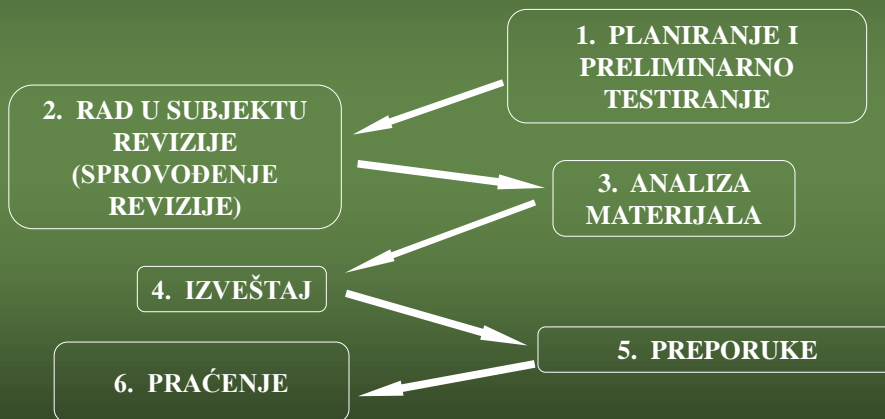 1. PLANIRANJE I
PRELIMINARNO
TESTIRANJE
2. RAD U SUBJEKTU
REVIZIJE
(SPROVOĐENJE
REVIZIJE)
3. ANALIZA
MATERIJALA
4. IZVEŠTAJ
5. PREPORUKE
6. PRAĆENJE